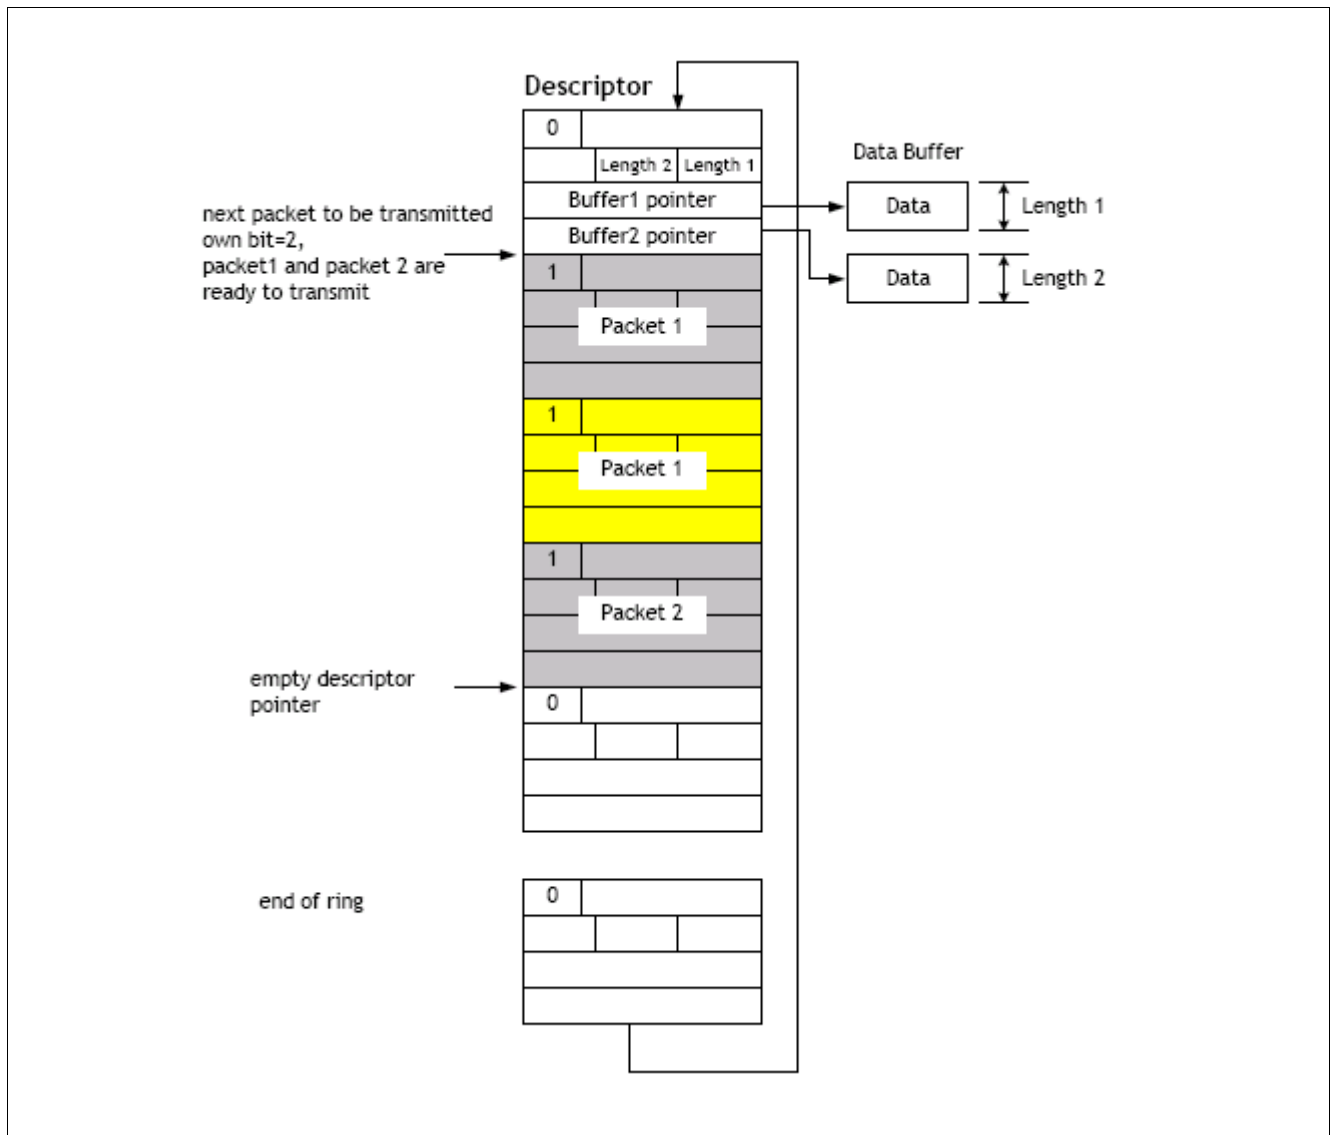 Descriptor
0
Length 2 Length 1
Data Buffer
Buffer1 pointer
Data
Length 1
Buffer2 pointer
Data
Length 2
next packet to be transmitted
own bit=2,
packet1 and packet 2 are
ready to transmit
1
Packet 1
1
Packet 1
1
Packet 2
empty descriptor
pointer
0
end of ring
0